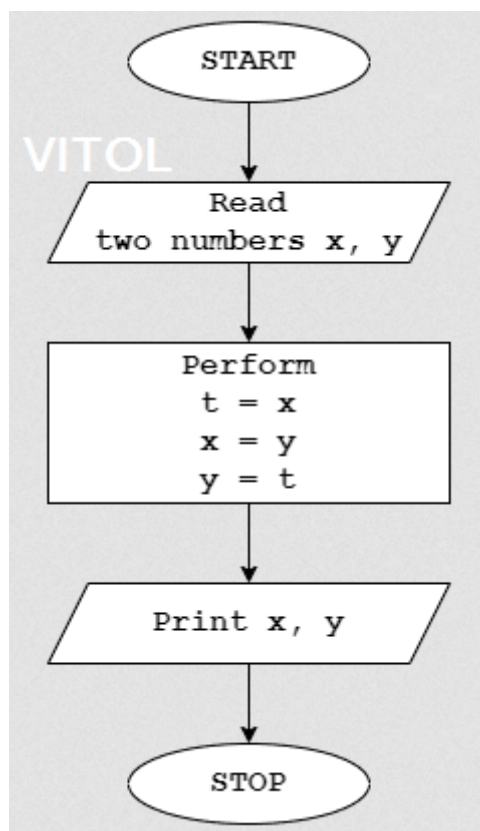 START
VITOL
Read
two numbers x, y
Perform
t = x
x = y
y = t
Print x, y
STOP